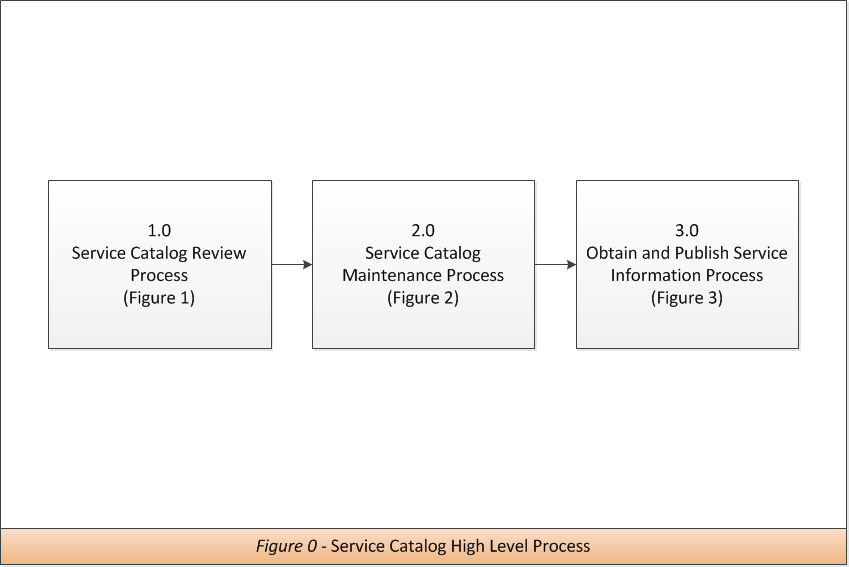 1.0
Service Catalog Review
Process
(Figure 1)
2.0
Service Catalog
Maintenance Process
(Figure 2)
3.0
Obtain and Publish Service
Information Process
(Figure 3)
Figure 0 - Service Catalog High Level Process